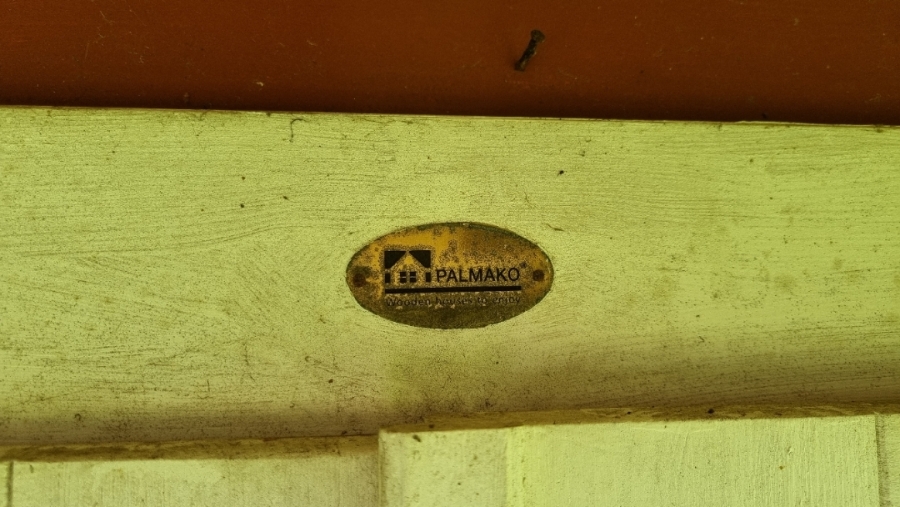 PALMAKO
Wooden houses to enjoy